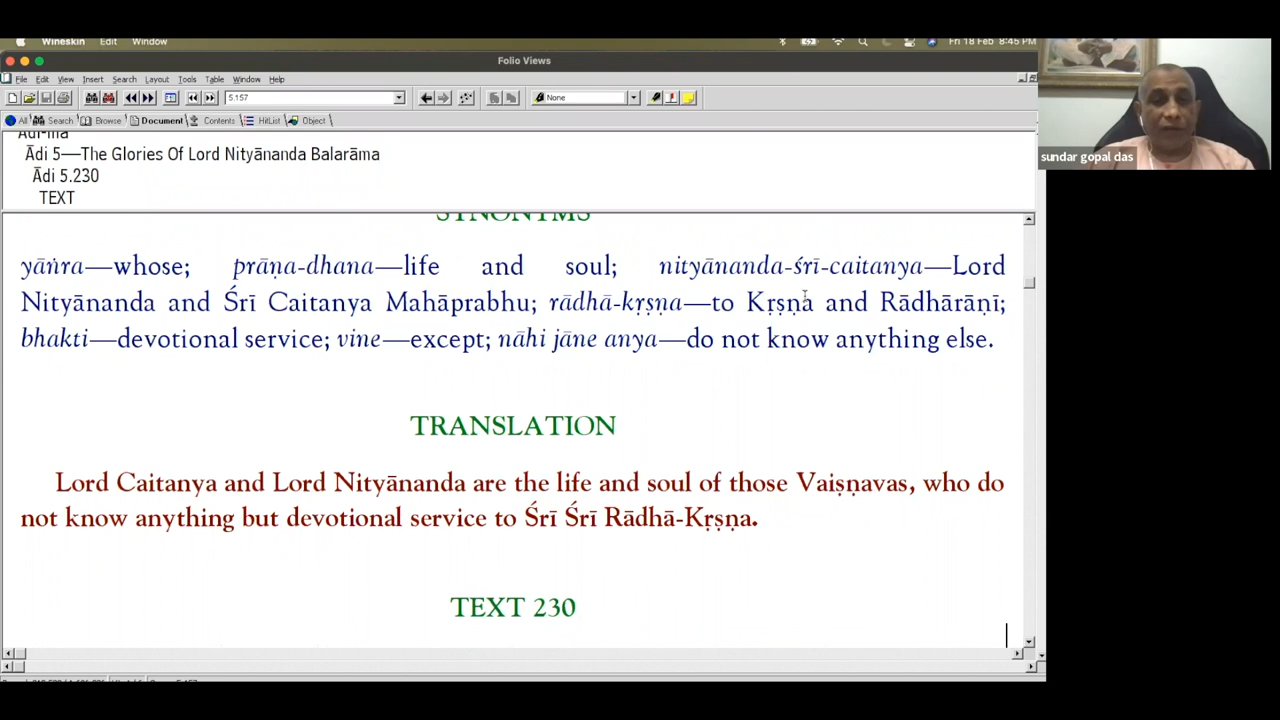 Wineskin Edit Window Fri 18 Feb 8:45 PM
Folio Views
File Edit View Insert Search Layout Tools Table Window Help
5.157 None
All Search Browse Document Contents HitList Object
Ādi 5—The Glories Of Lord Nityānanda Balarāma
Ādi 5.230
TEXT
sundar gopal das
SYNONYMS
yāṅra—whose; prāṇa-dhana—life and soul; nityānanda-śrī-caitanya—Lord
Nityānanda and Śrī Caitanya Mahāprabhu; rādhā-kṛṣṇa—to Kṛṣṇa and Rādhārāṇī;
bhakti—devotional service; vine—except; nāhi jāne anya—do not know anything else.
TRANSLATION
Lord Caitanya and Lord Nityānanda are the life and soul of those Vaiṣṇavas, who do
not know anything but devotional service to Śrī Śrī Rādhā-Kṛṣṇa.
TEXT 230